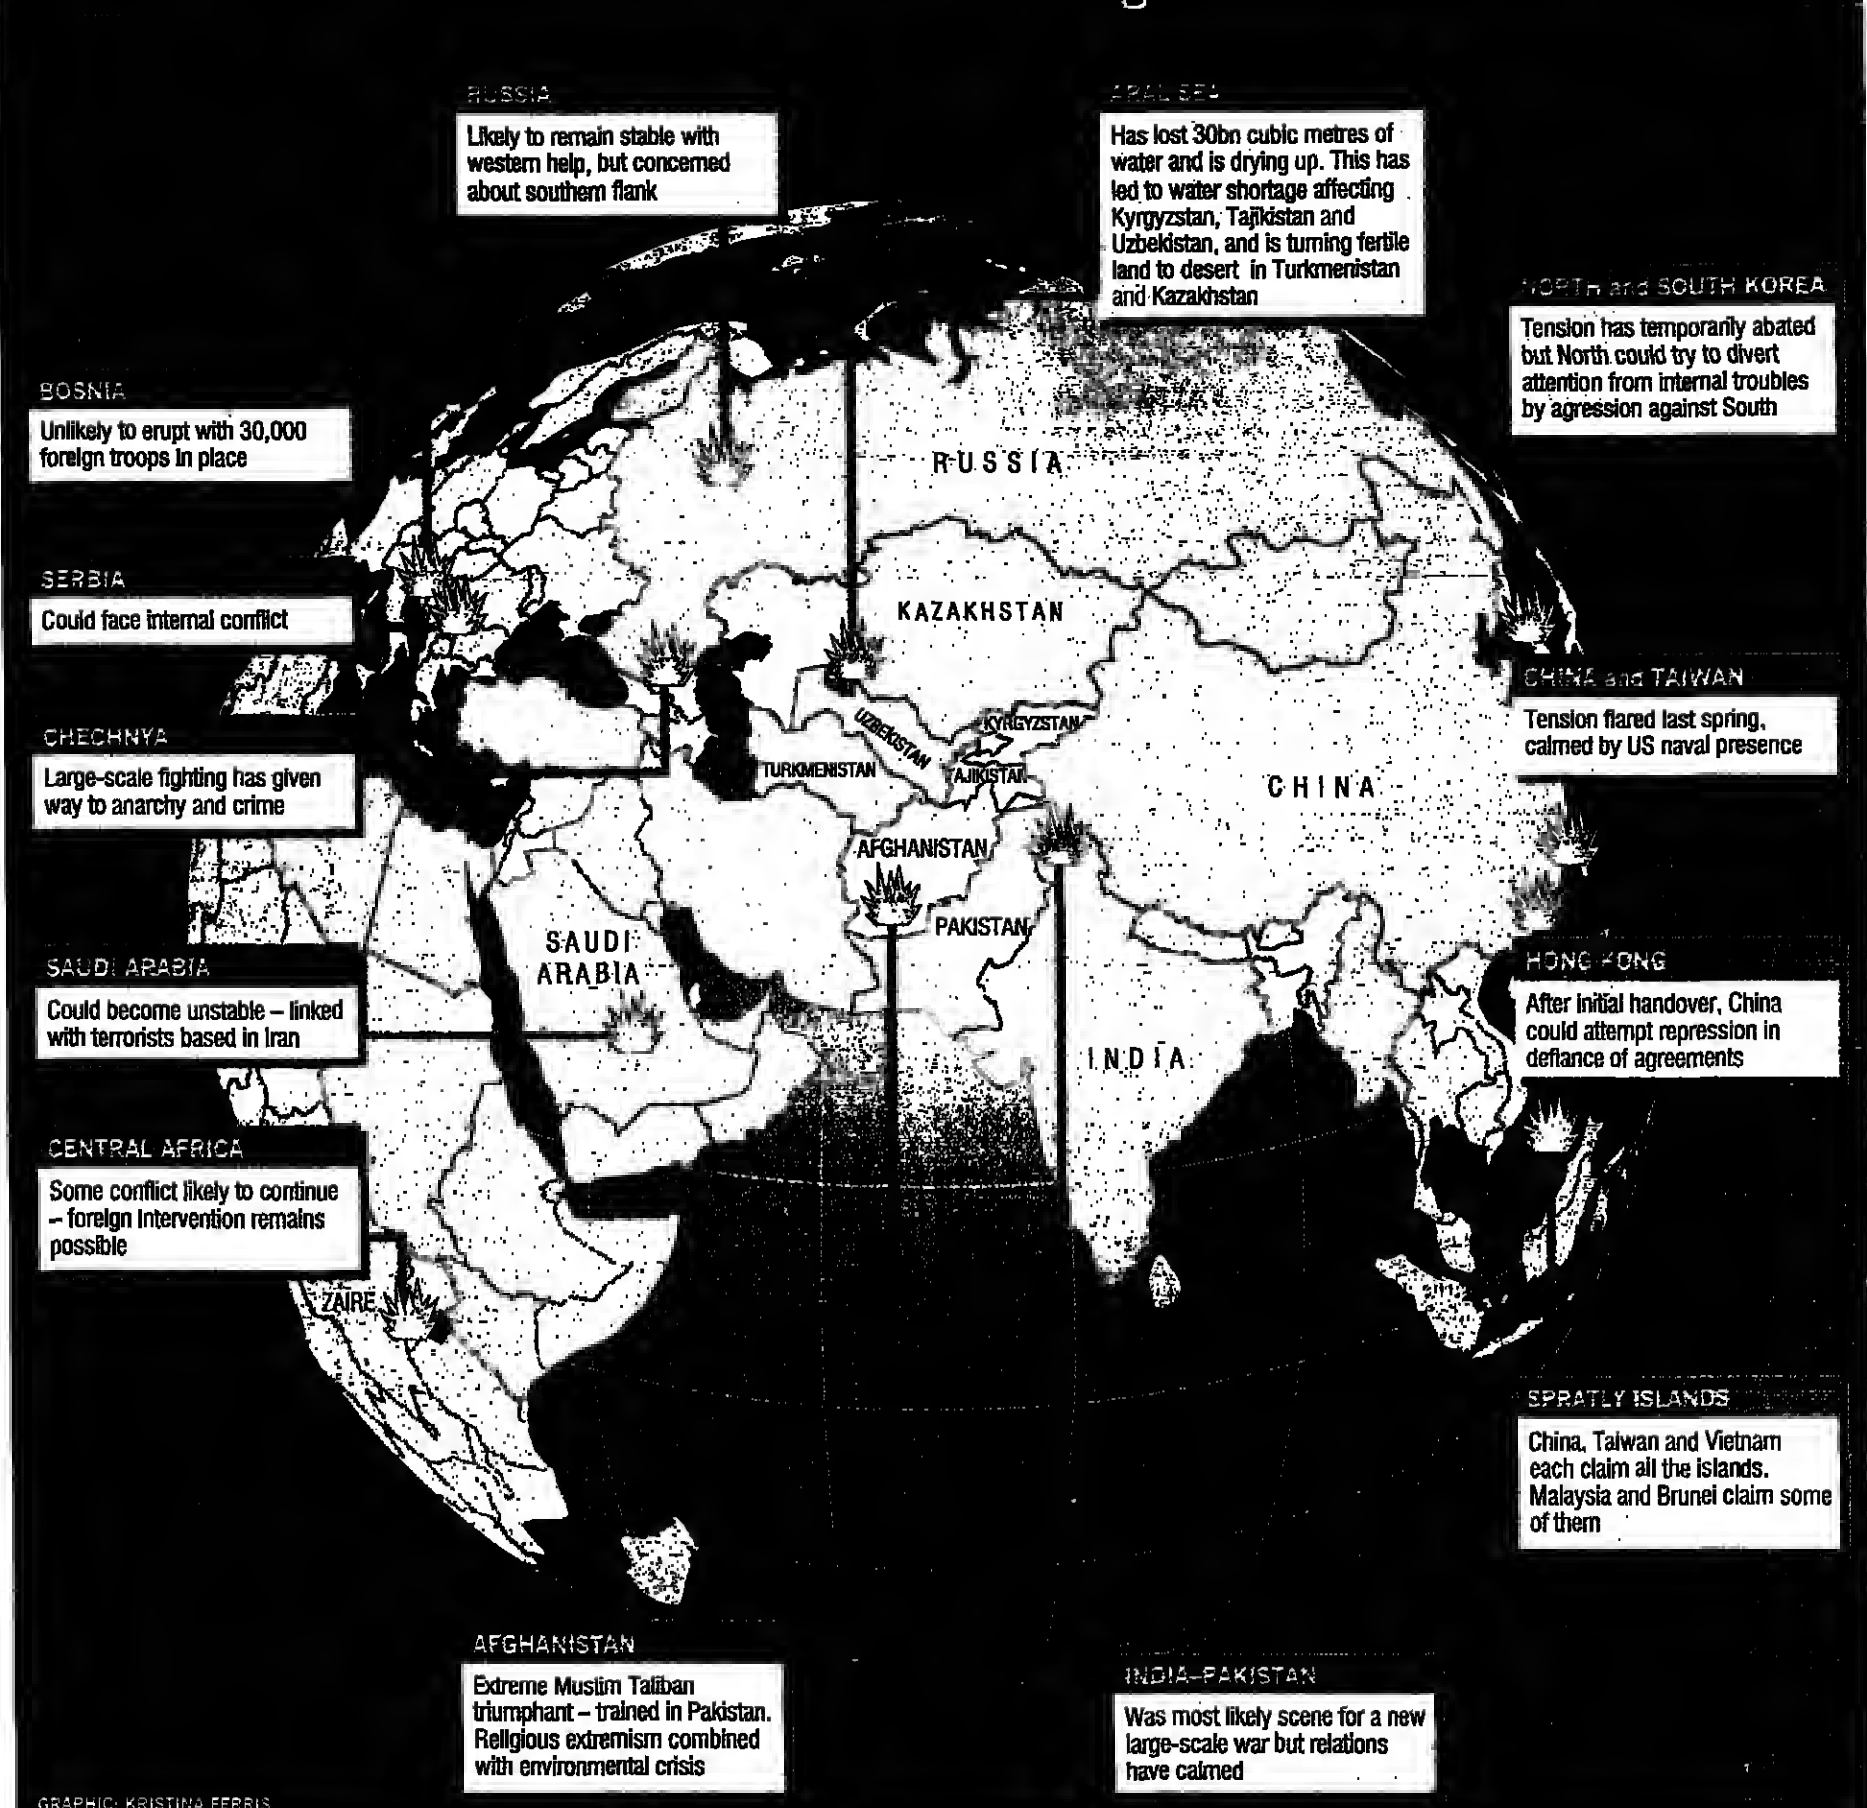 RUSSIA
Likely to remain stable with
western help, but concerned
about southern flank
ARAL SEA
Has lost 30bn cubic metres of
water and is drying up. This has
led to water shortage affecting
Kyrgyzstan, Tajikistan and
Uzbekistan, and is turning fertile
land to desert in Turkmenistan
and Kazakhstan
NORTH and SOUTH KOREA
Tension has temporarily abated
but North could try to divert
attention from internal troubles
by agression against South
BOSNIA
Unlikely to erupt with 30,000
foreign troops in place
SERBIA
Could face internal conflict
CHECHNYA
Large-scale fighting has given
way to anarchy and crime
SAUDI ARABIA
Could become unstable – linked
with terrorists based in Iran
CENTRAL AFRICA
Some conflict likely to continue
– foreign intervention remains
possible
RUSSIA
KAZAKHSTAN
KYRGYZSTAN
UZBEKISTAN
TURKMENISTAN
AJIKISTAN
CHINA
AFGHANISTAN
PAKISTAN
SAUDI
ARABIA
INDIA
ZAIRE
CHINA and TAIWAN
Tension flared last spring,
calmed by US naval presence
HONG KONG
After initial handover, China
could attempt repression in
defiance of agreements
SPRATLY ISLANDS
China, Taiwan and Vietnam
each claim all the islands.
Malaysia and Brunei claim some
of them
AFGHANISTAN
Extreme Muslim Taliban
triumphant – trained in Pakistan.
Religious extremism combined
with environmental crisis
INDIA–PAKISTAN
Was most likely scene for a new
large-scale war but relations
have calmed
GRAPHIC: KRISTINA FERRIS